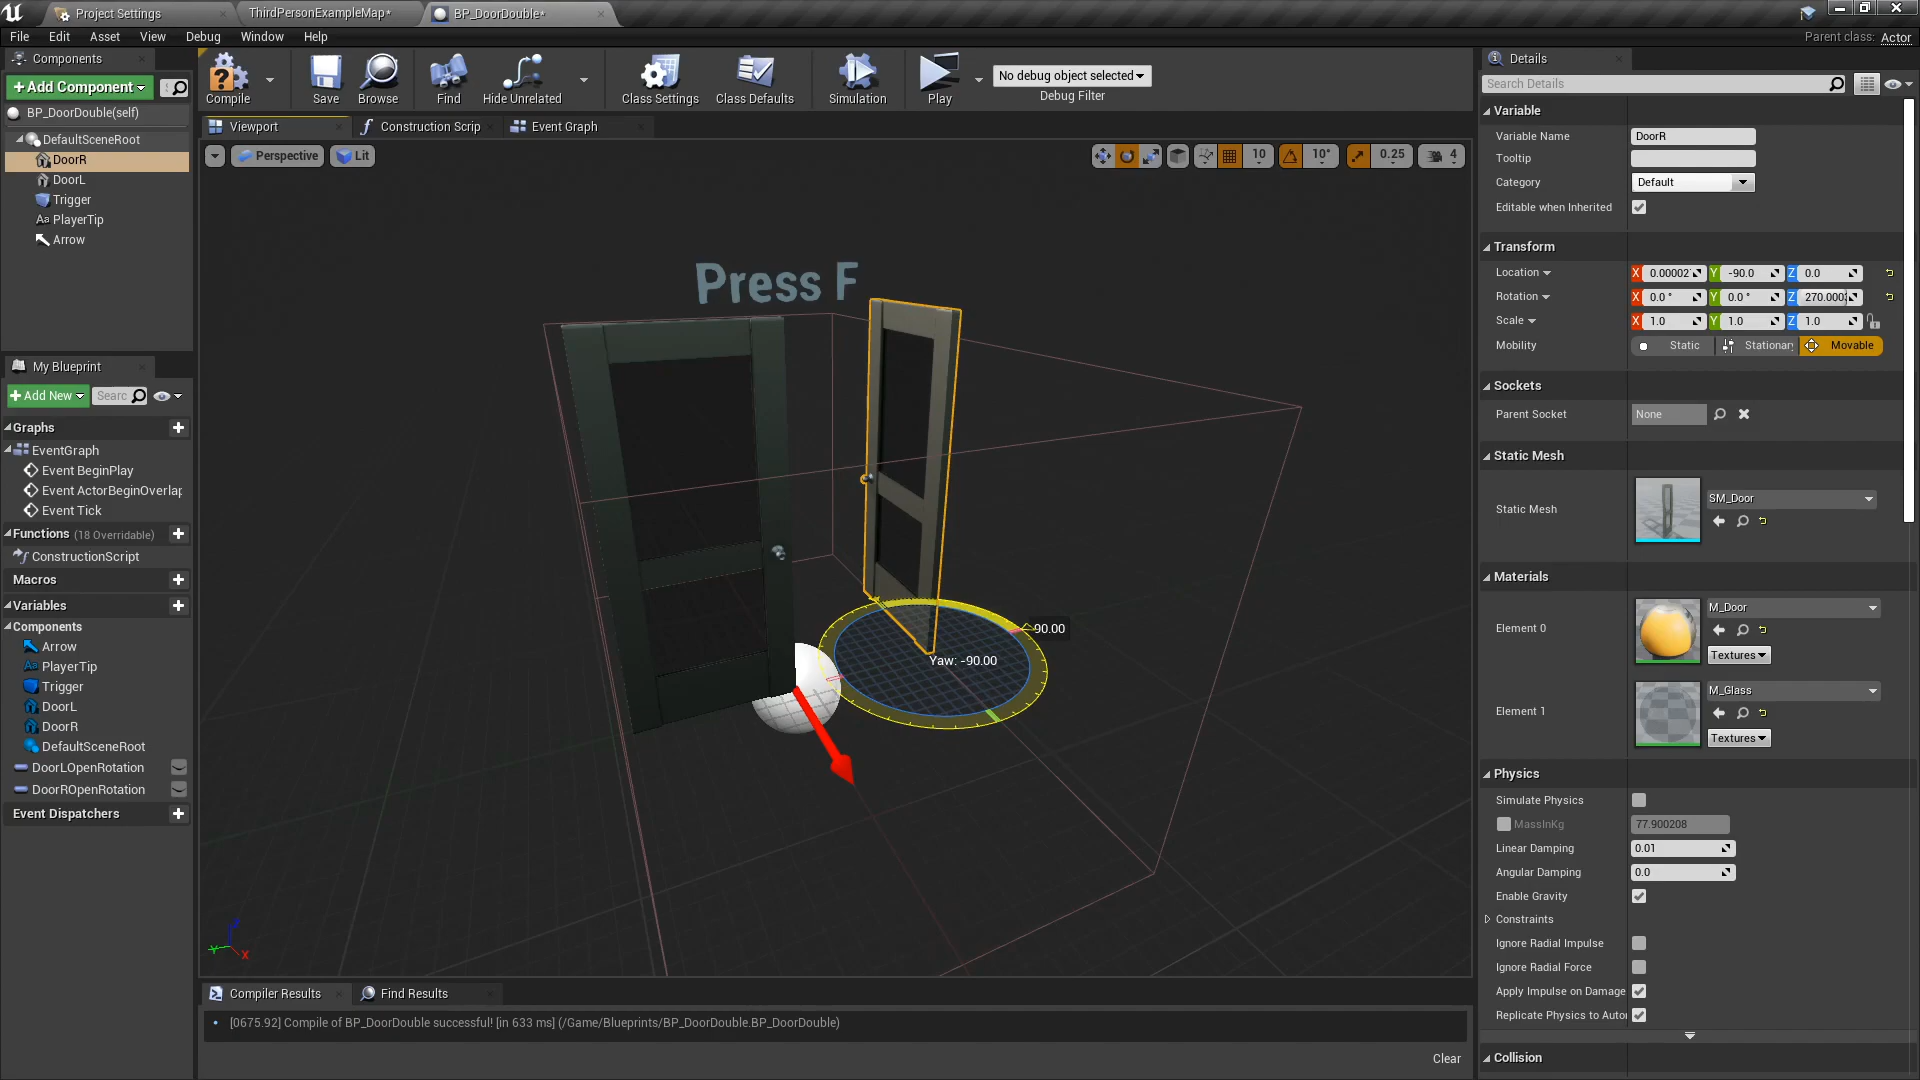 Project Settings
ThirdPersonExampleMap*
BP_DoorDouble*
File Edit Asset View Debug Window Help
Parent class: Actor
Components
Details
Add Component
Compile
Save
Browse
Find
Hide Unrelated
Class Settings
Class Defaults
Simulation
Play
No debug object selected
Debug Filter
Search Details
BP_DoorDouble(self)
DefaultSceneRoot
DoorR
DoorL
Trigger
PlayerTip
Arrow
Viewport
Construction Scrip
Event Graph
Perspective
Lit
10
10°
0.25
4
Press F
90.00
Yaw: -90.00
Variable
Variable Name DoorR
Tooltip
Category Default
Editable when Inherited
Transform
Location X Y -90.0 Z 0.0
Rotation X 0.0 ° Y 0.0 ° Z
Scale X 1.0 Y 1.0 Z 1.0
Mobility Static Stationar Movable
Sockets
Parent Socket None
Static Mesh
Static Mesh SM_Door
Materials
Element 0 M_Door
Textures
Element 1 M_Glass
Textures
Physics
Simulate Physics
MassInKg 77.900208
Linear Damping 0.01
Angular Damping 0.0
Enable Gravity
Constraints
Ignore Radial Impulse
Ignore Radial Force
Apply Impulse on Damage
Replicate Physics to Auto
Collision
My Blueprint
Add New
Searc
Graphs
EventGraph
Event BeginPlay
Event ActorBeginOverlap
Event Tick
Functions (18 Overridable)
ConstructionScript
Macros
Variables
Components
Arrow
PlayerTip
Trigger
DoorL
DoorR
DefaultSceneRoot
DoorLOpenRotation
DoorROpenRotation
Event Dispatchers
Compiler Results
Find Results
[0675.92] Compile of BP_DoorDouble successful! [in 633 ms] (/Game/Blueprints/BP_DoorDouble.BP_DoorDouble)
Clear